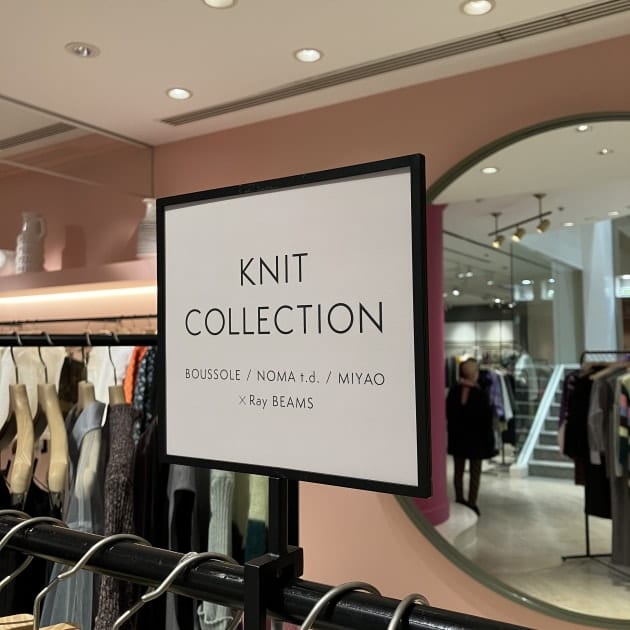 KNIT
COLLECTION
BOUSSOLE / NOMA t.d. / MIYAO
×Ray BEAMS